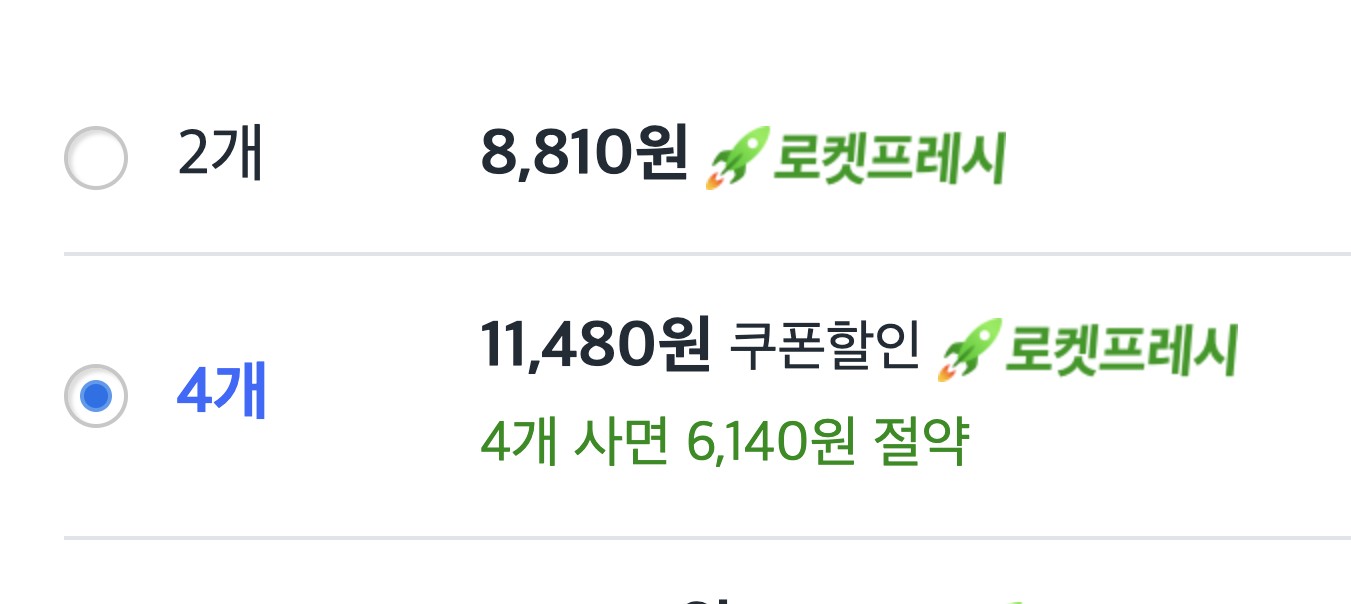 2개 8,810원 로켓프레시
11,480원 쿠폰할인 로켓프레시
4개
4개 사면 6,140원 절약